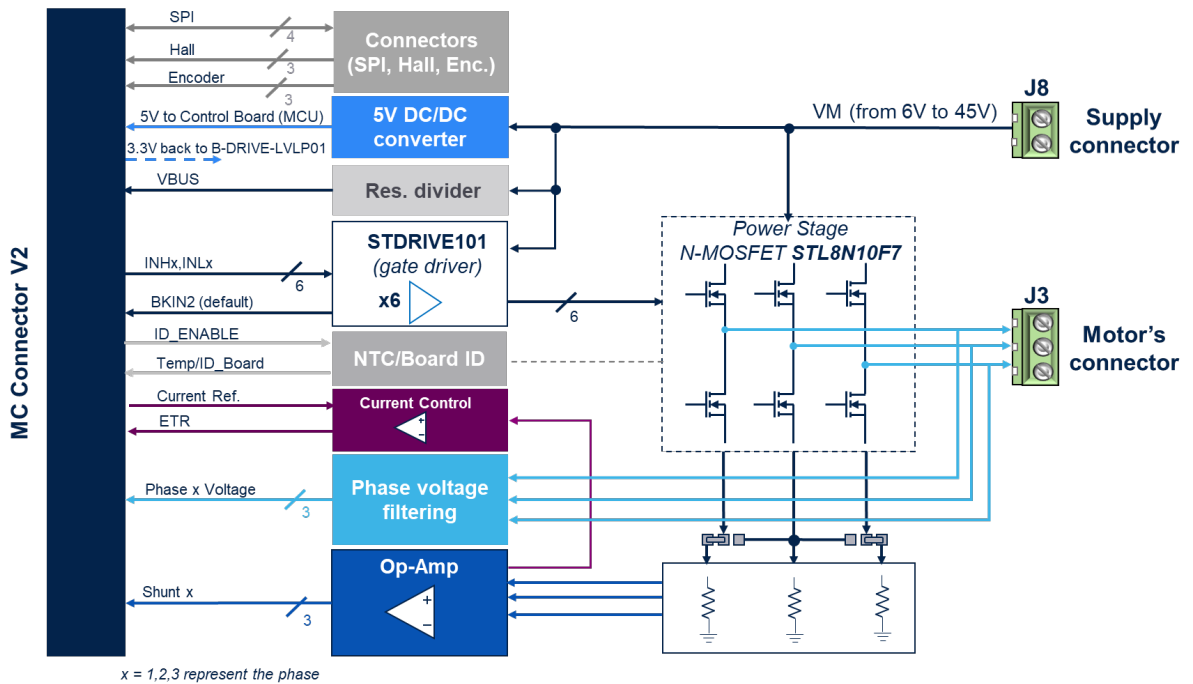 MC Connector V2
SPI
4
Hall
3
Encoder
3
Connectors
(SPI, Hall, Enc.)
5V to Control Board (MCU)
5V DC/DC
converter
3.3V back to B-DRIVE-LVLP01
VBUS
Res. divider
VM (from 6V to 45V)
J8
Supply
connector
INHx,INLx
6
BKIN2 (default)
STDRIVE101
(gate driver)
x6
6
Power Stage
N-MOSFET STL8N10F7
J3
Motor's
connector
ID_ENABLE
Temp/ID_Board
NTC/Board ID
Current Ref.
ETR
Current Control
+
−
Phase x Voltage
3
Phase voltage
filtering
Shunt x
3
Op-Amp
+
−
x = 1,2,3 represent the phase